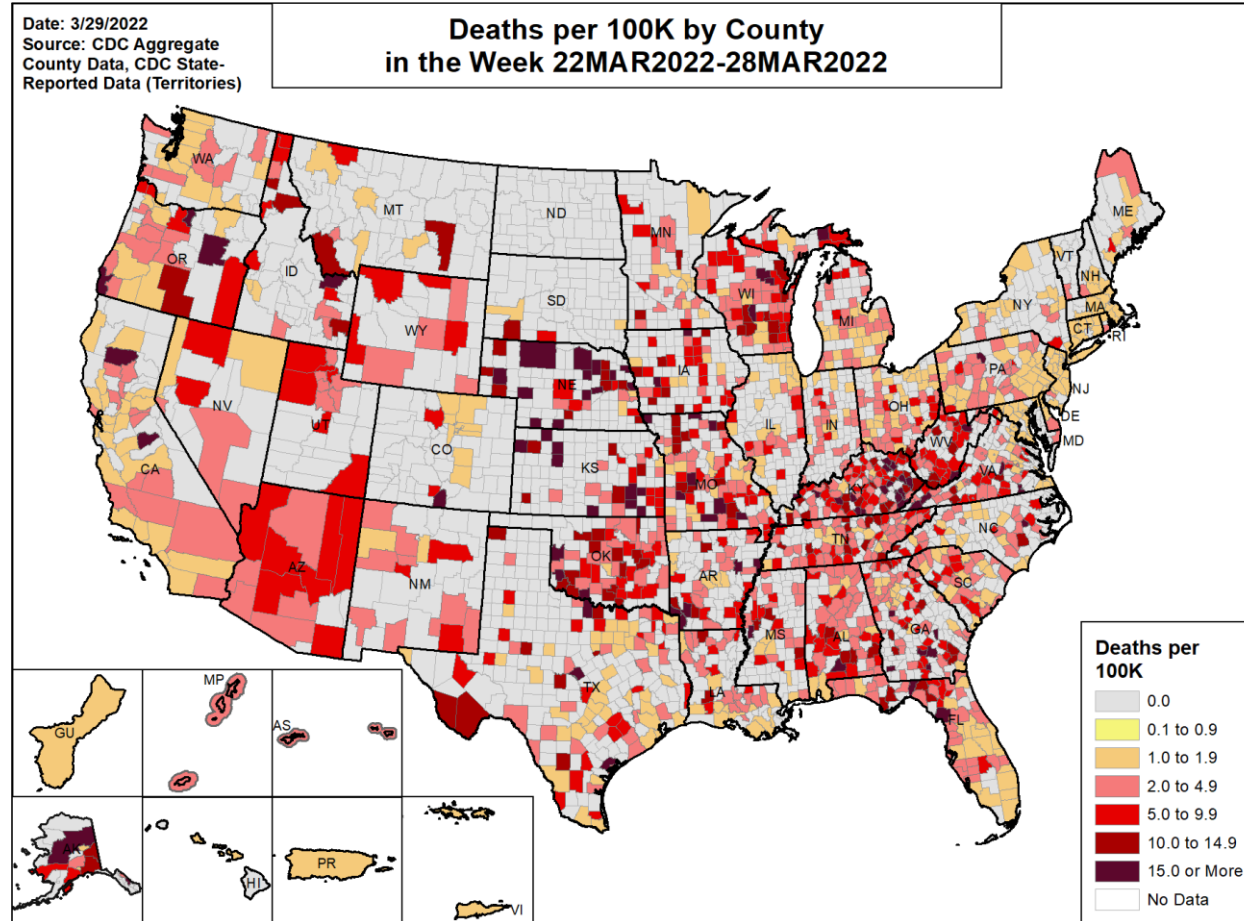 Date: 3/29/2022
Source: CDC Aggregate
County Data, CDC State-
Reported Data (Territories)
Deaths per 100K by County
in the Week 22MAR2022-28MAR2022
WA
MT
ND
MN
ME
OR
ID
SD
WI
VT
NH
NY
MA
WY
MI
CT
RI
IA
PA
NE
NJ
NV
OH
UT
IL
IN
DE
CO
WV
MD
CA
KS
MO
KY
VA
TN
NC
AZ
OK
NM
AR
SC
MS
AL
GA
TX
LA
FL
MP
GU
AS
AK
HI
PR
VI
Deaths per
100K
0.0
0.1 to 0.9
1.0 to 1.9
2.0 to 4.9
5.0 to 9.9
10.0 to 14.9
15.0 or More
No Data